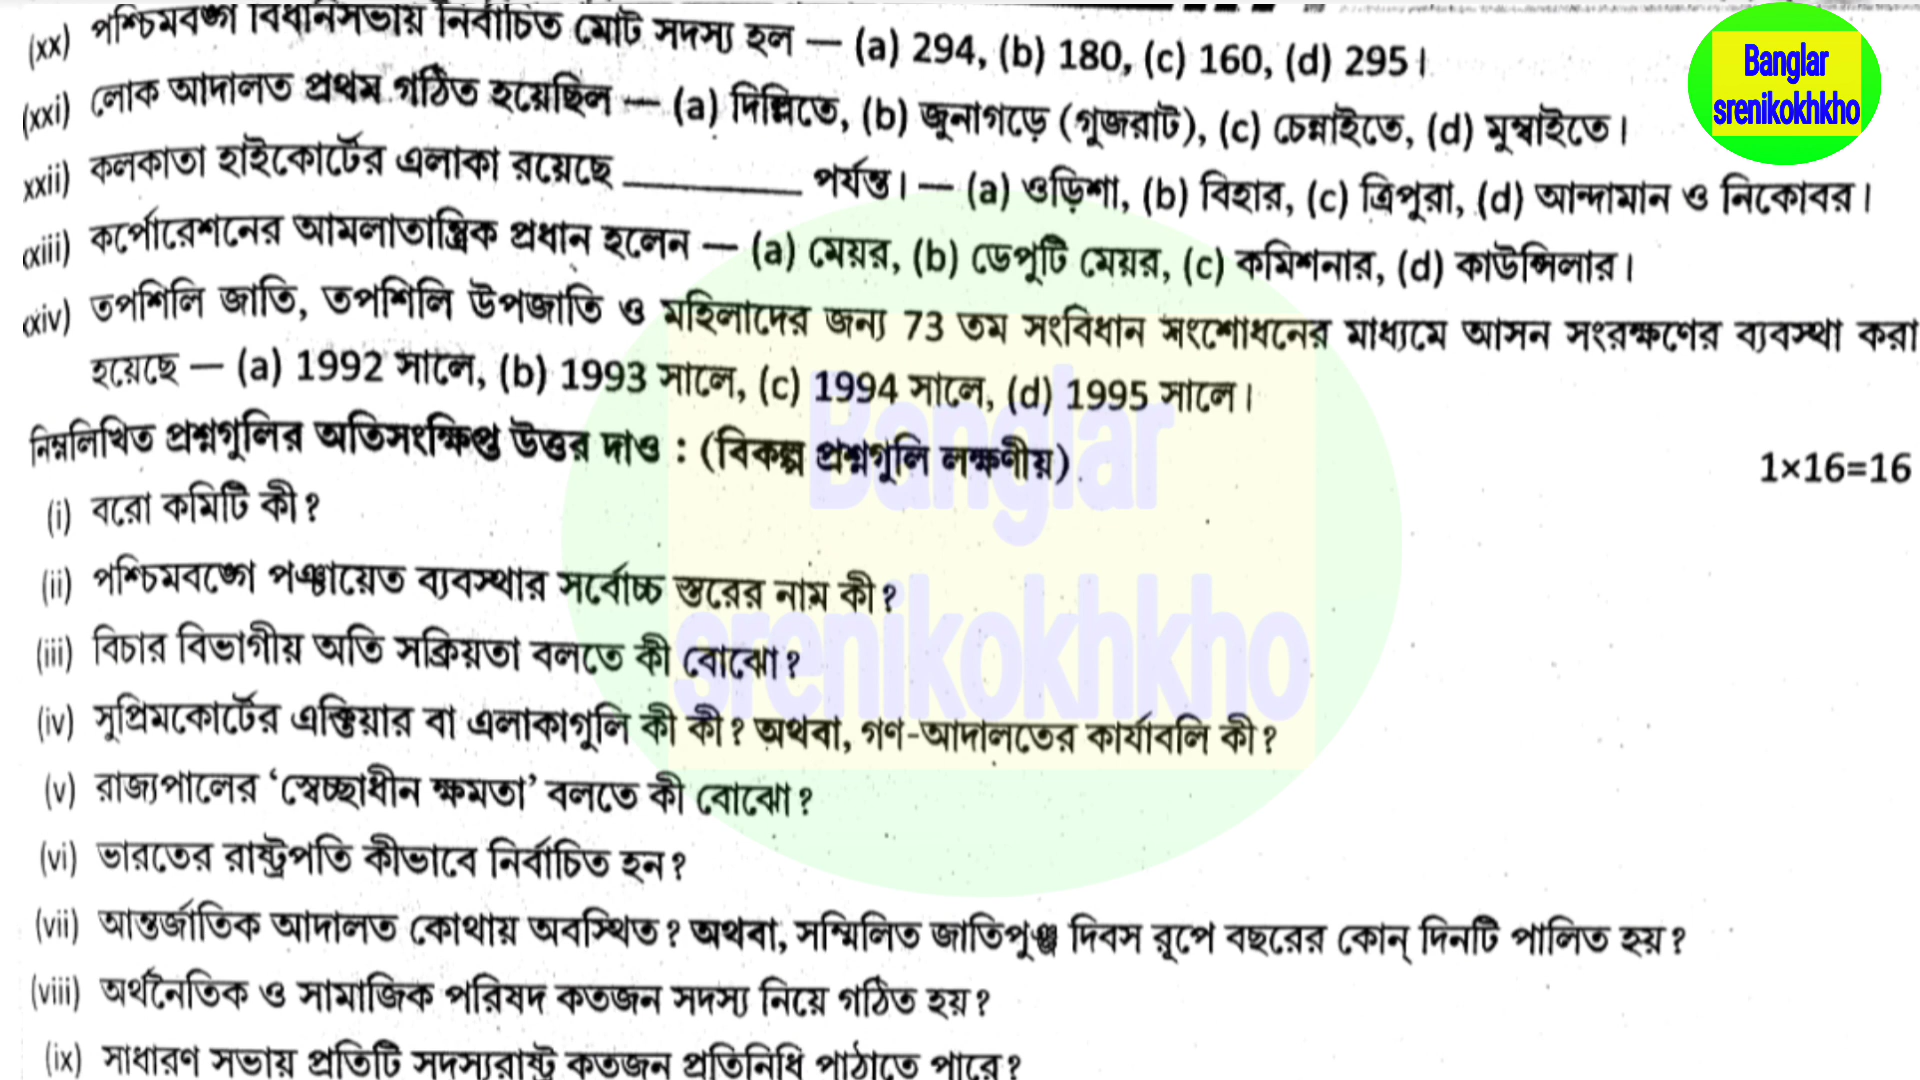 (xx) পশ্চিমবঙ্গ বিধানসভায় নির্বাচিত মোট সদস্য হল — (a) 294, (b) 180, (c) 160, (d) 295।
Banglar
srenikokhkho
(xxi) লোক আদালত প্রথম গঠিত হয়েছিল — (a) দিল্লিতে, (b) জুনাগড়ে (গুজরাট), (c) চেন্নাইতে, (d) মুম্বাইতে।
xxii) কলকাতা হাইকোর্টের এলাকা রয়েছে __________ পর্যন্ত। — (a) ওড়িশা, (b) বিহার, (c) ত্রিপুরা, (d) আন্দামান ও নিকোবর।
xxiii) কর্পোরেশনের আমলাতান্ত্রিক প্রধান হলেন — (a) মেয়র, (b) ডেপুটি মেয়র, (c) কমিশনার, (d) কাউন্সিলার।
xxiv) তপশিলি জাতি, তপশিলি উপজাতি ও মহিলাদের জন্য 73 তম সংবিধান সংশোধনের মাধ্যমে আসন সংরক্ষণের ব্যবস্থা করা
হয়েছে — (a) 1992 সালে, (b) 1993 সালে, (c) 1994 সালে, (d) 1995 সালে।
নিম্নলিখিত প্রশ্নগুলির অতিসংক্ষিপ্ত উত্তর দাও : (বিকল্প প্রশ্নগুলি লক্ষণীয়) 1×16=16
(i) বরো কমিটি কী?
Banglar
(ii) পশ্চিমবঙ্গে পঞ্চায়েত ব্যবস্থার সর্বোচ্চ স্তরের নাম কী?
(iii) বিচার বিভাগীয় অতি সক্রিয়তা বলতে কী বোঝো?
srenikokhkho
(iv) সুপ্রিমকোর্টের এক্তিয়ার বা এলাকাগুলি কী কী? অথবা, গণ-আদালতের কার্যাবলি কী?
(v) রাজ্যপালের ‘স্বেচ্ছাধীন ক্ষমতা’ বলতে কী বোঝো?
(vi) ভারতের রাষ্ট্রপতি কীভাবে নির্বাচিত হন?
(vii) আন্তর্জাতিক আদালত কোথায় অবস্থিত? অথবা, সম্মিলিত জাতিপুঞ্জ দিবস রূপে বছরের কোন্ দিনটি পালিত হয়?
(viii) অর্থনৈতিক ও সামাজিক পরিষদ কতজন সদস্য নিয়ে গঠিত হয়?
(ix) সাধারণ সভায় প্রতিটি সদস্যরাষ্ট্র কতজন প্রতিনিধি পাঠাতে পারে?